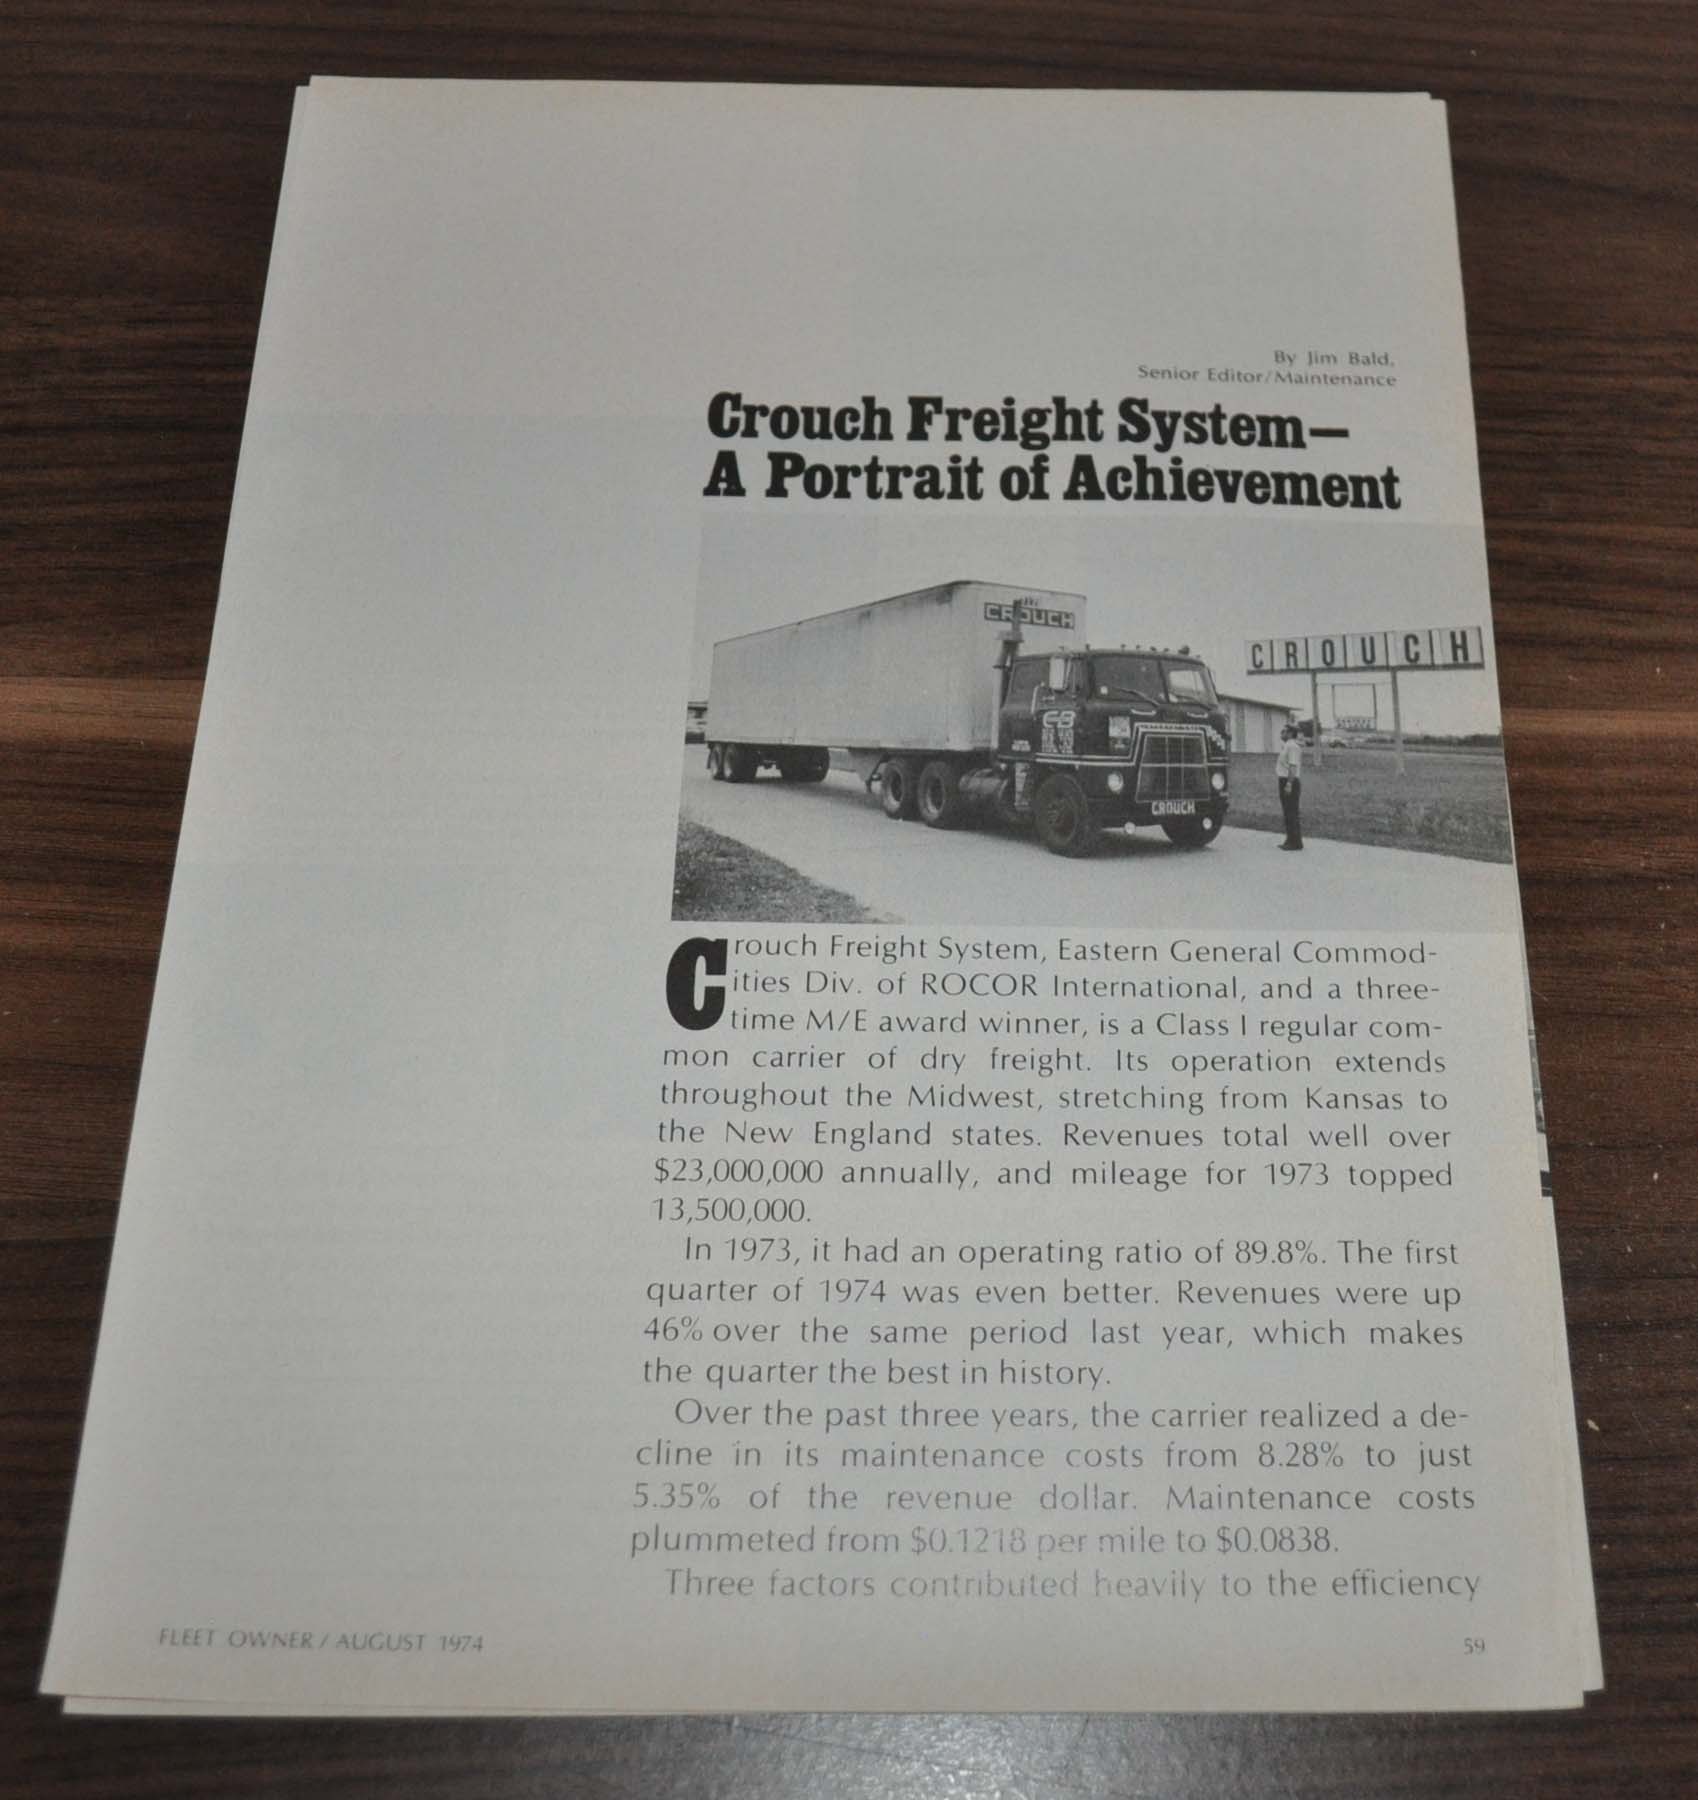 By Jim Bald,
Senior Editor/Maintenance
Crouch Freight System—
A Portrait of Achievement
CROUCH
CROUCH
CB
CROUCH
Crouch Freight System, Eastern General Commod-
ities Div. of ROCOR International, and a three-
time M/E award winner, is a Class I regular com-
mon carrier of dry freight. Its operation extends
throughout the Midwest, stretching from Kansas to
the New England states. Revenues total well over
$23,000,000 annually, and mileage for 1973 topped
13,500,000.
In 1973, it had an operating ratio of 89.8%. The first
quarter of 1974 was even better. Revenues were up
46% over the same period last year, which makes
the quarter the best in history.
Over the past three years, the carrier realized a de-
cline in its maintenance costs from 8.28% to just
5.35% of the revenue dollar. Maintenance costs
plummeted from $0.1218 per mile to $0.0838.
Three factors contributed heavily to the efficiency
FLEET OWNER / AUGUST 1974
59